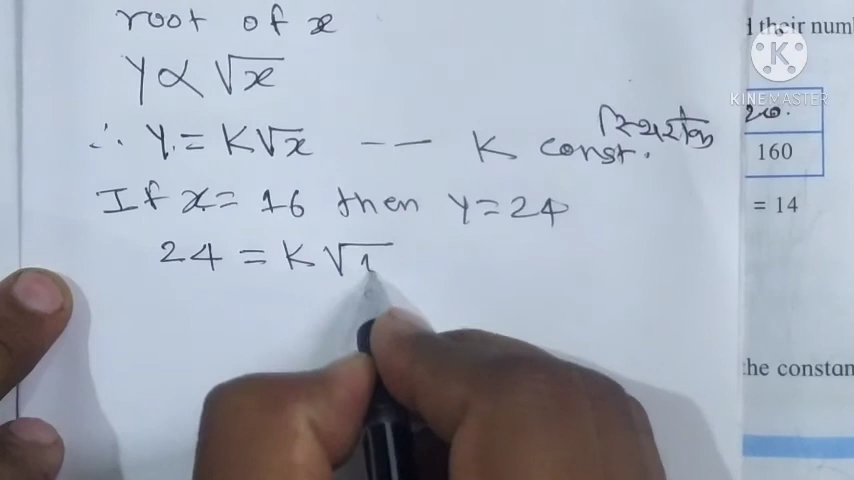 root of x
y ∝ √x
∴ y = K√x -- K const.
If x = 16 then y = 24
24 = K√1
KINEMASTER
d their num
160
= 14
the constan